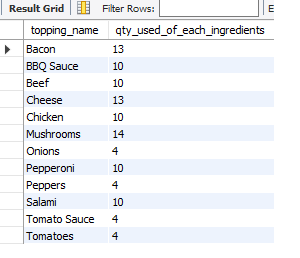 Result Grid Filter Rows: E
topping_name qty_used_of_each_ingredients
Bacon 13
BBQ Sauce 10
Beef 10
Cheese 13
Chicken 10
Mushrooms 14
Onions 4
Pepperoni 10
Peppers 4
Salami 10
Tomato Sauce 4
Tomatoes 4